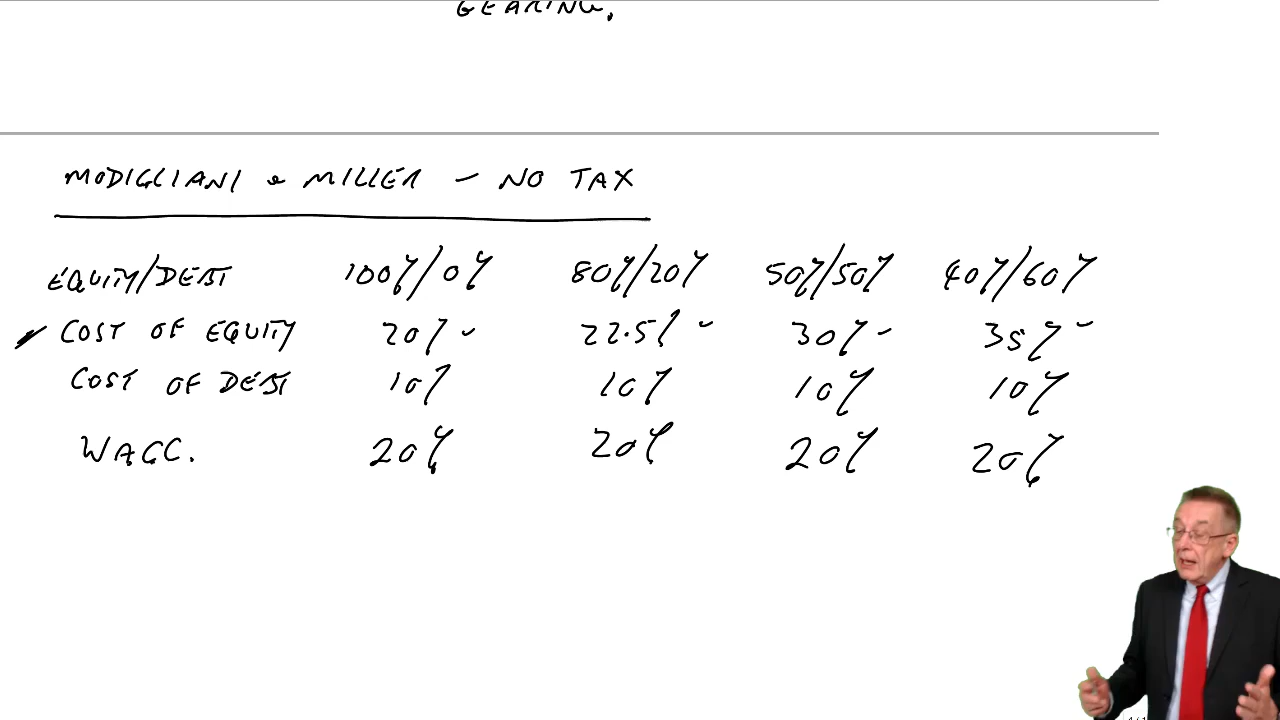 GEARING.
MODIGLIANI & MILLER – NO TAX
EQUITY/DEBT 100%/0% 80%/20% 50%/50% 40%/60%
COST OF EQUITY 20% 22.5% 30% 35%
COST OF DEBT 10% 10% 10% 10%
WACC. 20% 20% 20% 20%